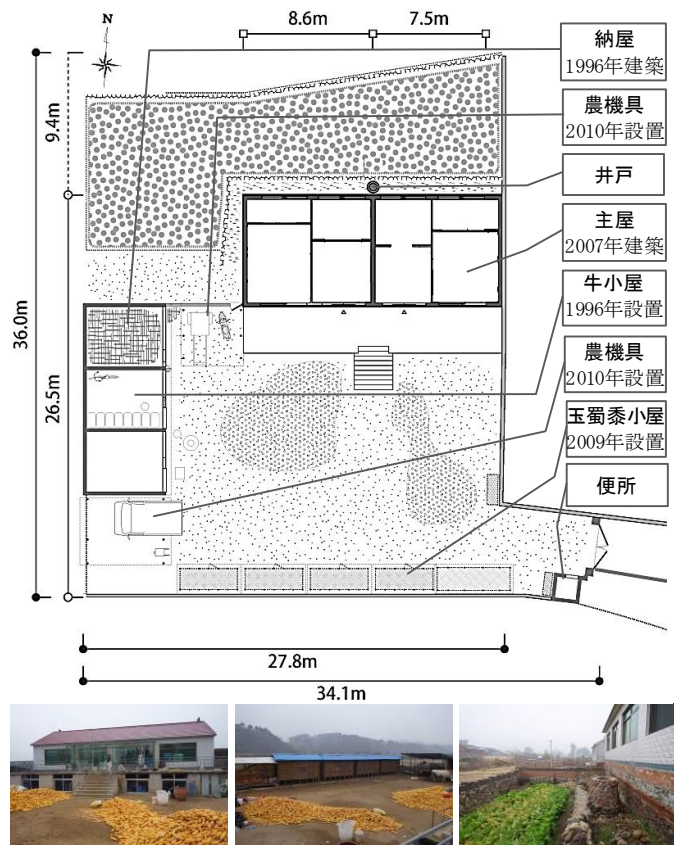 8.6m
7.5m
N
9.4m
36.0m
26.5m
納屋
1996年建築
農機具
2010年設置
井戸
主屋
2007年建築
牛小屋
1996年設置
農機具
2010年設置
玉蜀黍小屋
2009年設置
便所
27.8m
34.1m